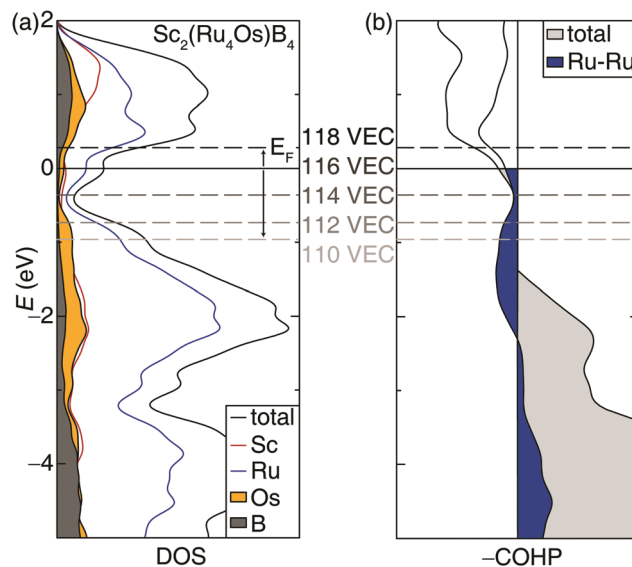 (a)
Sc₂(Ru₄Os)B₄
(b)
2
0
−2
−4
E (eV)
E_F
118 VEC
116 VEC
114 VEC
112 VEC
110 VEC
total
Sc
Ru
Os
B
DOS
total
Ru-Ru
−COHP